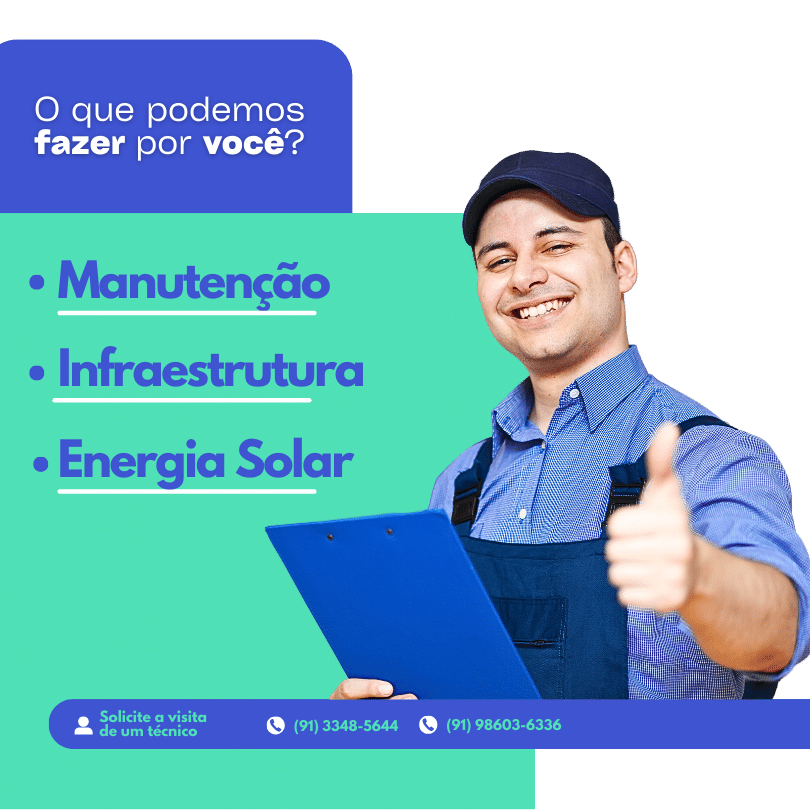 O que podemos
fazer por você?
• Manutenção
• Infraestrutura
• Energia Solar
Solicite a visita
de um técnico
(91) 3348-5644
(91) 98603-6336